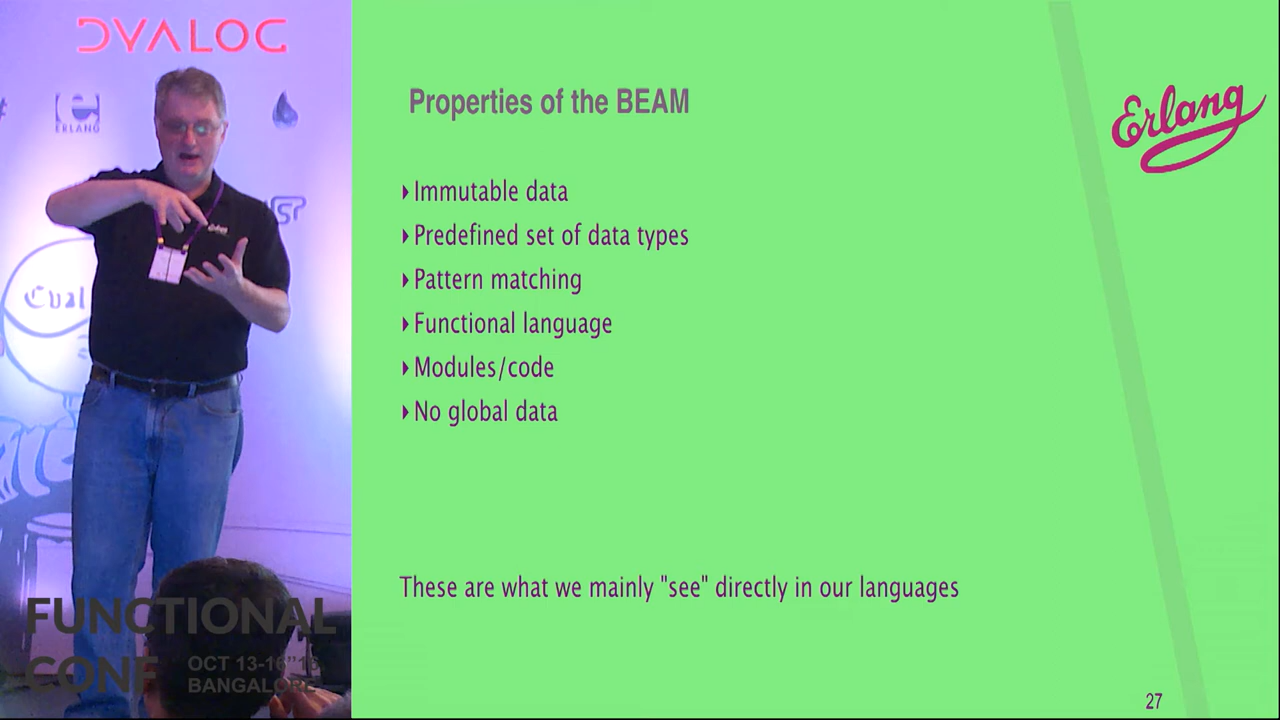 DYALOG
ERLANG
Properties of the BEAM
Erlang
Immutable data
Predefined set of data types
Pattern matching
Functional language
Modules/code
No global data
These are what we mainly "see" directly in our languages
FUNCTIONAL
CONF
OCT 13-16
BANGALORE
27